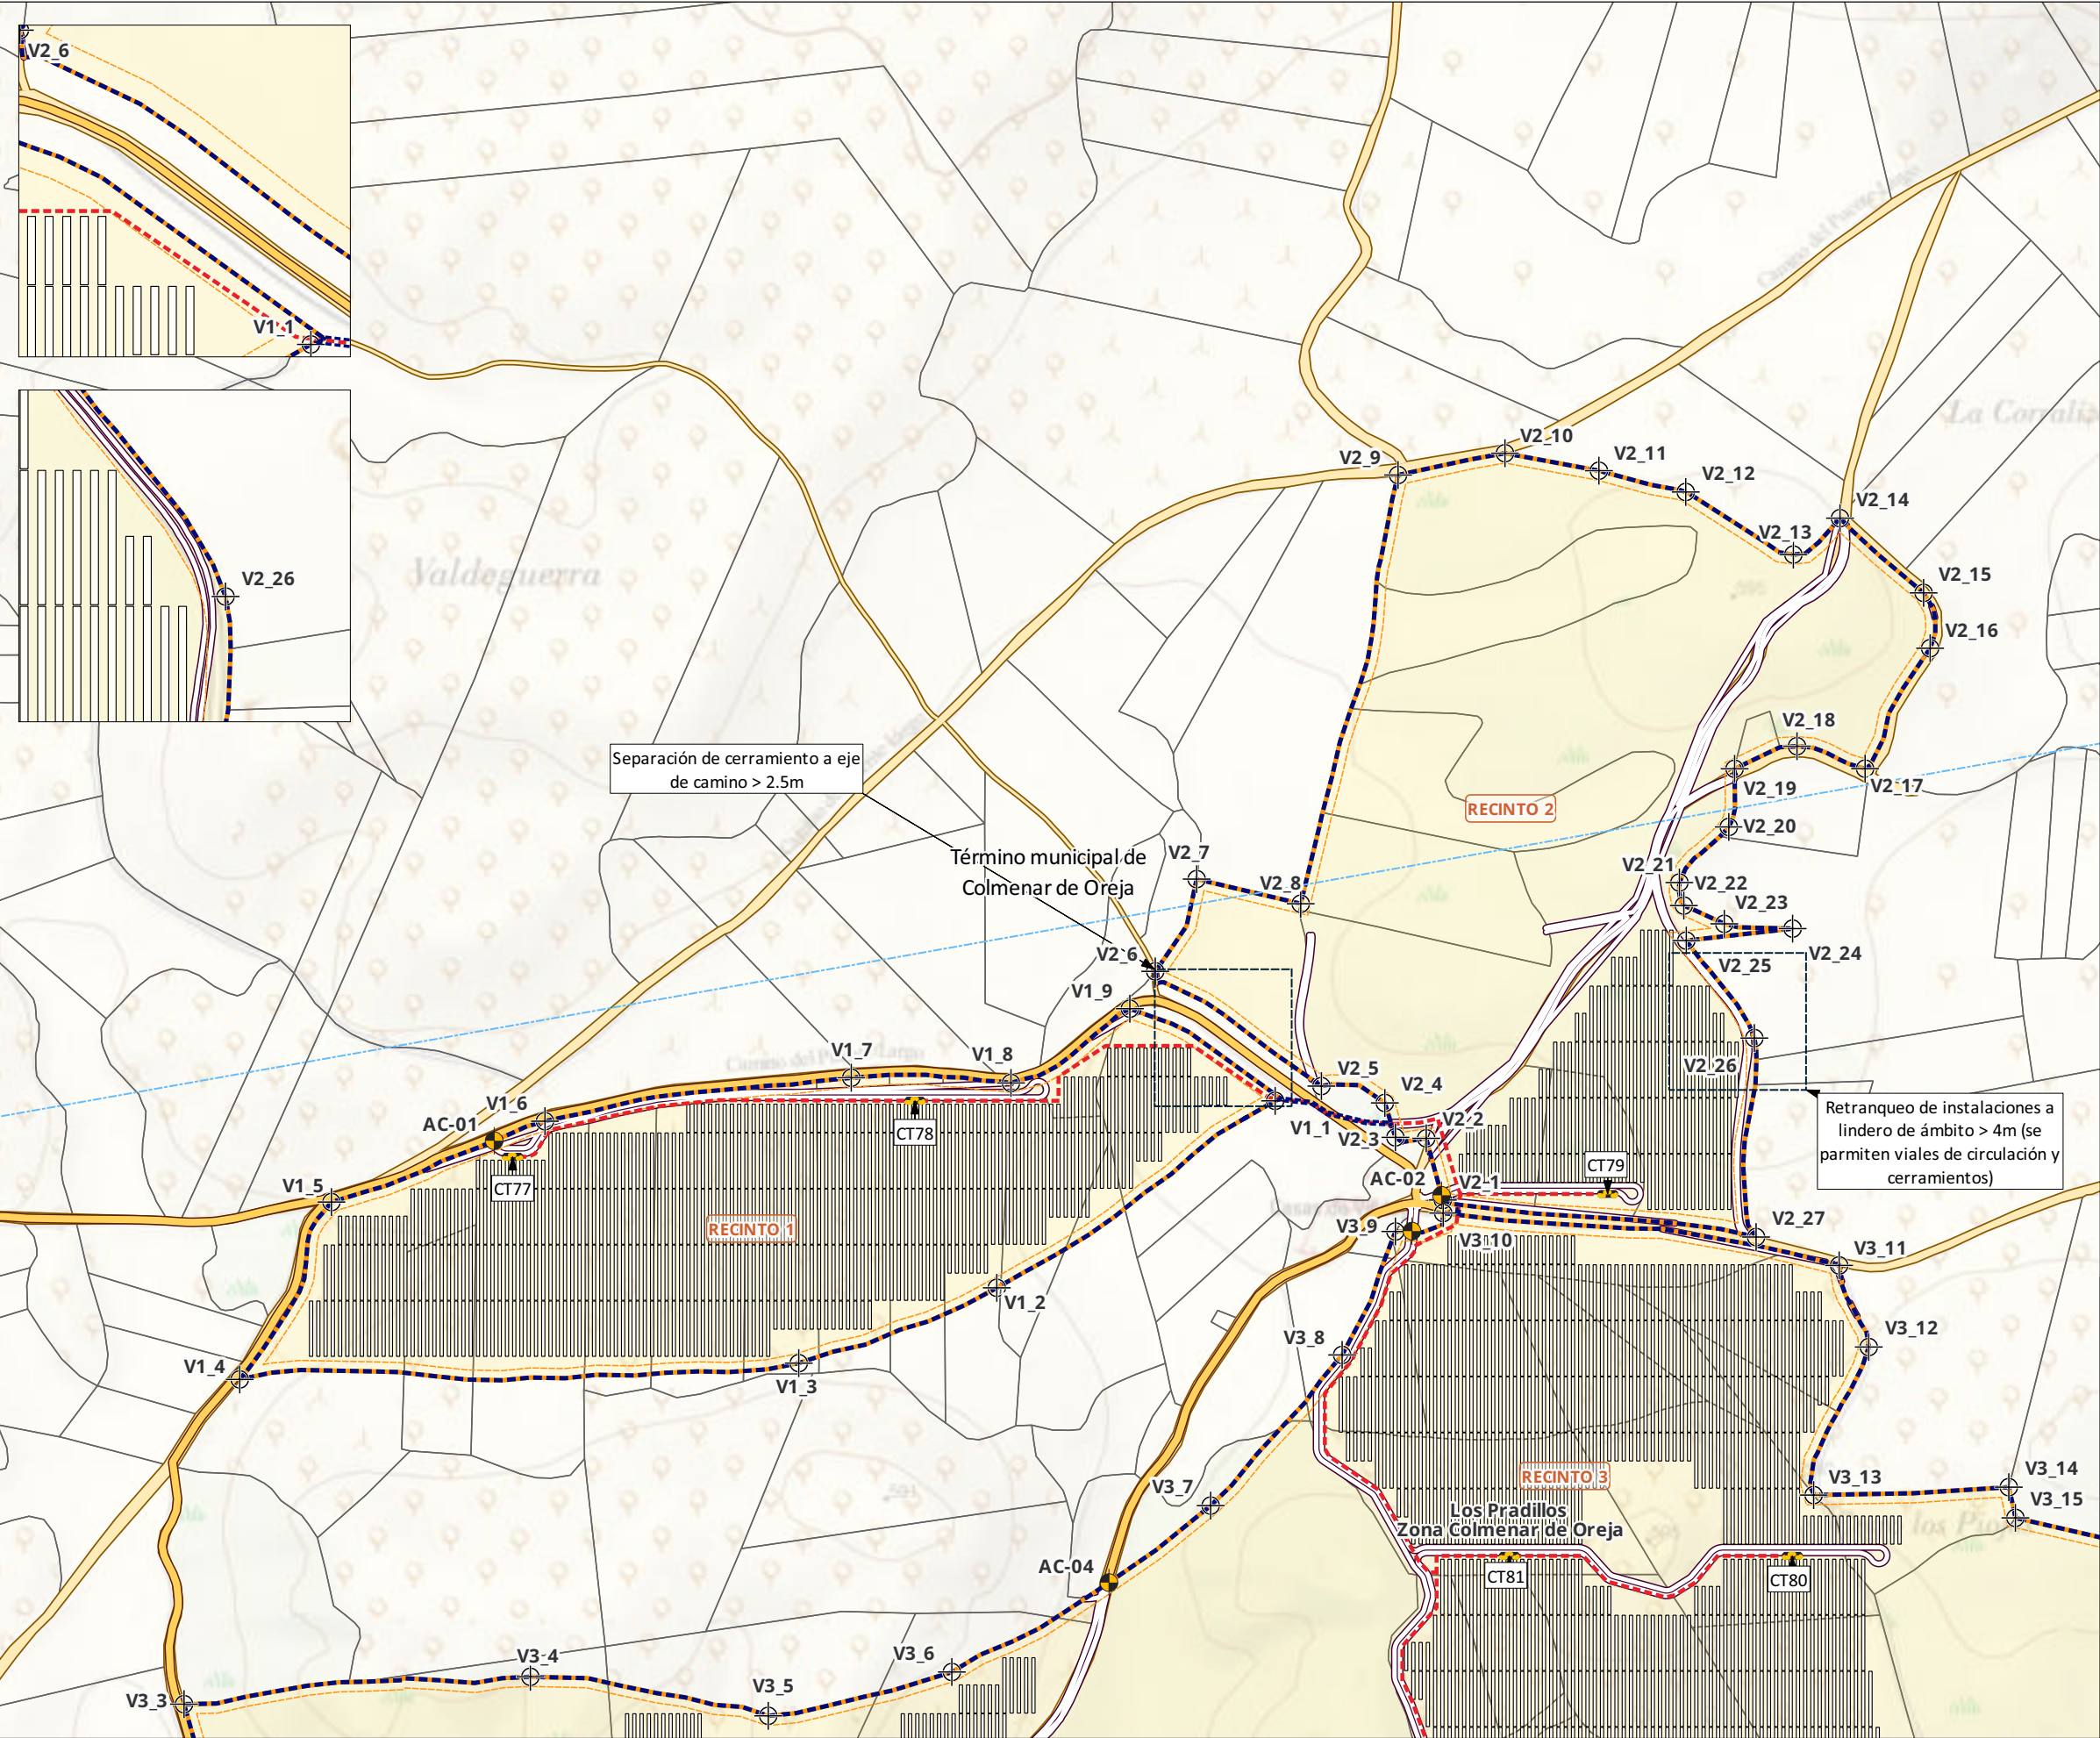 V2_6
V1_1
V2_26
Valdeguerra
Separación de cerramiento a eje
de camino > 2.5m
Término municipal de
Colmenar de Oreja
V2_9
V2_10
V2_11
V2_12
V2_13
V2_14
V2_15
V2_16
V2_17
V2_18
V2_19
V2_20
V2_21
V2_22
V2_23
V2_24
V2_25
V2_26
V2_27
595
RECINTO 2
V2_7
V2_8
V2_6
V1_9
V1_8
V1_7
V1_6
AC-01
V1_5
CT77
CT78
RECINTO 1
V1_4
V1_3
V1_2
V1_1
V2_5
V2_4
V2_3
V2_2
V2_1
AC-02
CT79
Retranqueo de instalaciones a
lindero de ámbito > 4m (se
permiten viales de circulación y
cerramientos)
V3_9
V3_10
V3_11
V3_12
V3_8
V3_7
RECINTO 3
V3_13
V3_14
V3_15
Los Pradillos
Zona Colmenar de Oreja
CT81
CT80
591
AC-04
V3_6
V3_5
V3_4
V3_3